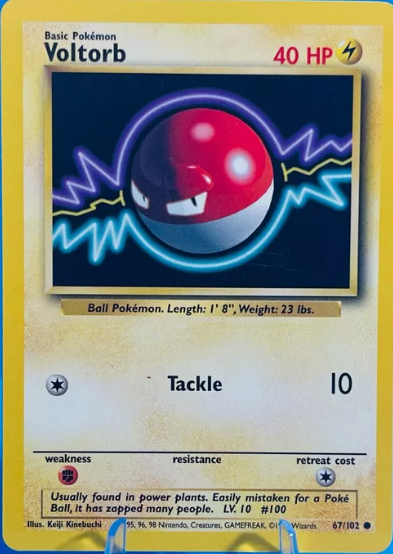 Basic Pokémon
Voltorb 40 HP
Ball Pokémon. Length: 1' 8", Weight: 23 lbs.
Tackle 10
weakness resistance retreat cost
Usually found in power plants. Easily mistaken for a Poké
Ball, it has zapped many people. LV. 10 #100
Illus. Keiji Kinebuchi 95, 96, 98 Nintendo, Creatures, GAMEFREAK. Wizards. 67/102